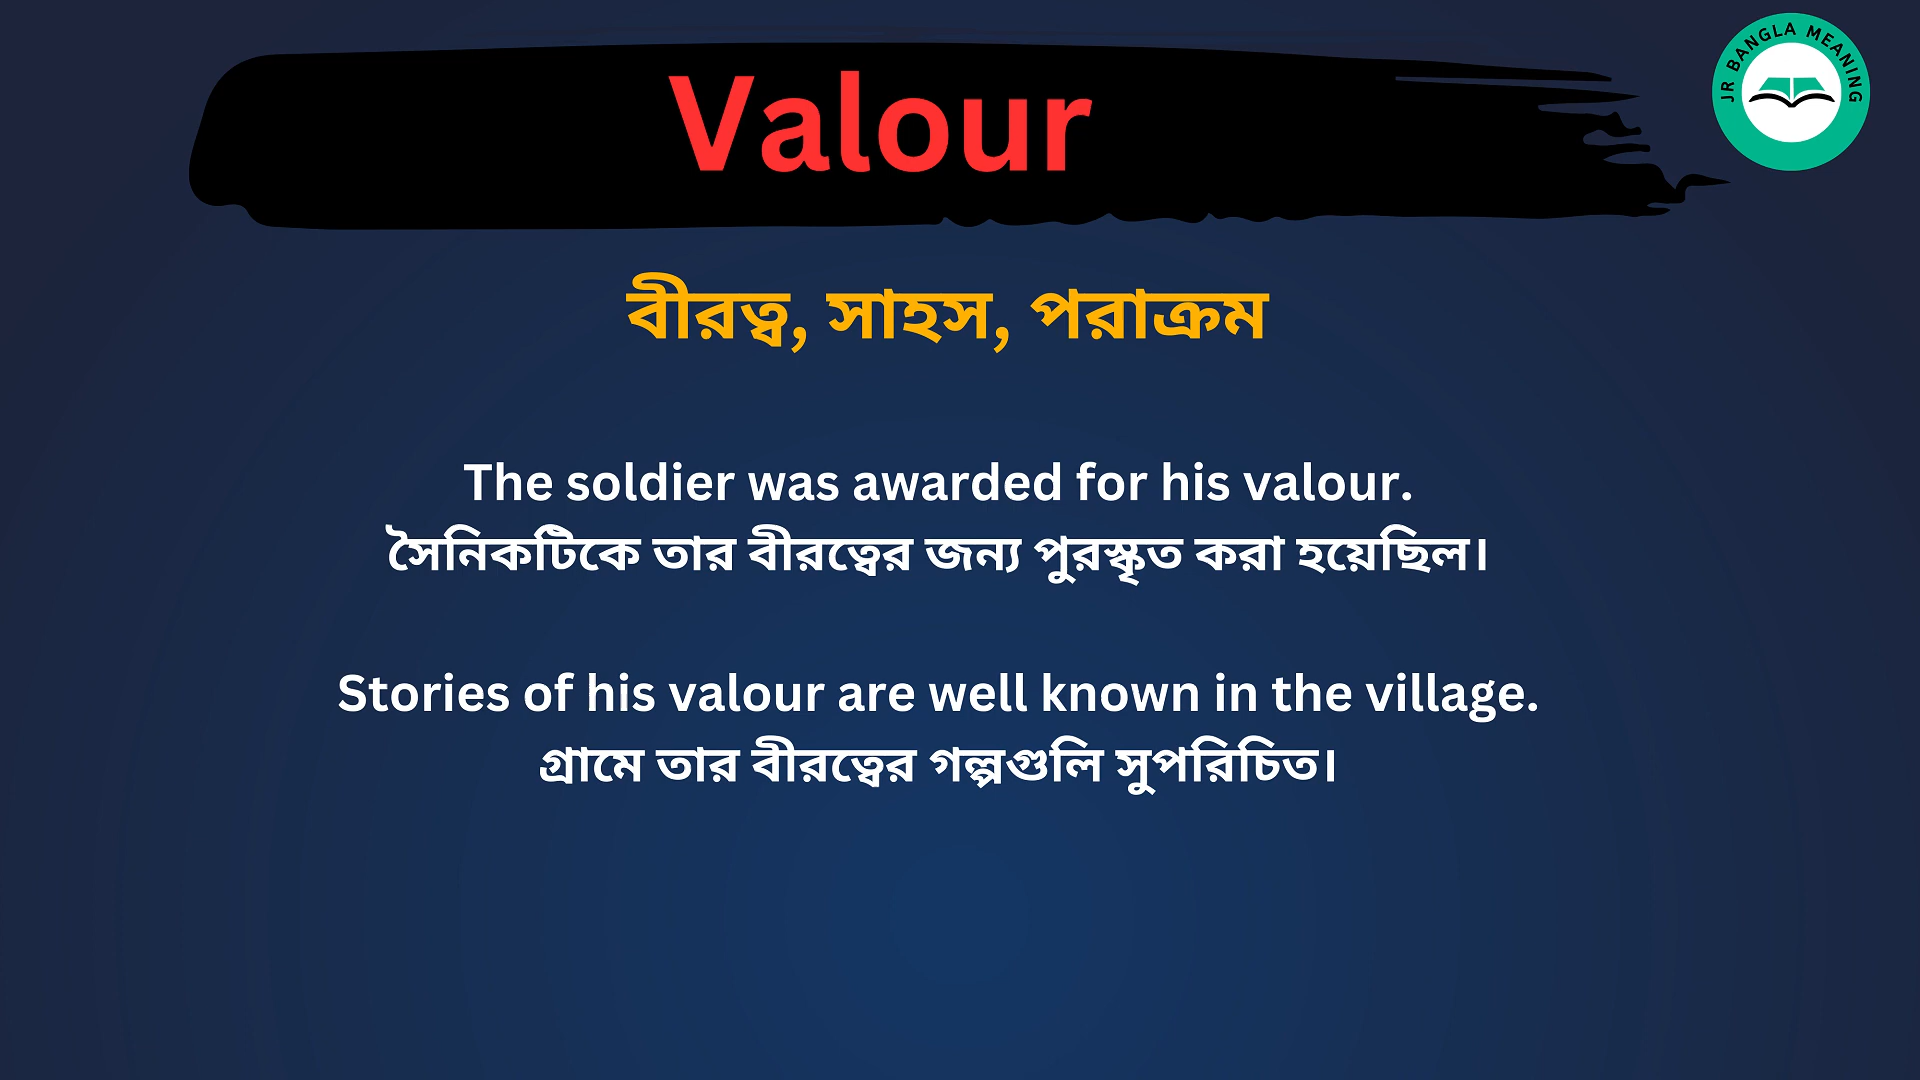 Valour
JR BANGLA MEANING
বীরত্ব, সাহস, পরাক্রম
The soldier was awarded for his valour.
সৈনিকটিকে তার বীরত্বের জন্য পুরস্কৃত করা হয়েছিল।
Stories of his valour are well known in the village.
গ্রামে তার বীরত্বের গল্পগুলি সুপরিচিত।